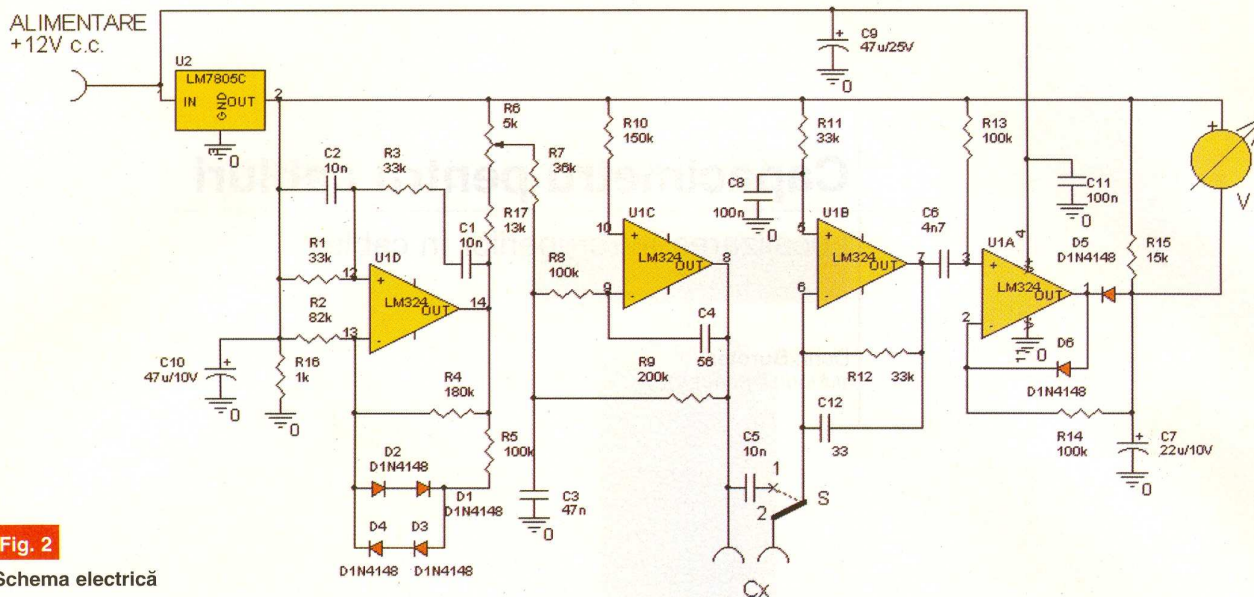 ALIMENTARE
+12V c.c.
U2
LM7805C
IN
GND
OUT
2
0
C9
47u/25V
0
R6
5k
R10
150k
R11
33k
R13
100k
C2
10n
R3
33k
R7
36k
C8
100n
0
C11
100n
0
V
R17
13k
C1
10n
R1
33k
R2
82k
12
13
U1D
LM324
OUT
14
R8
100k
10
9
U1C
LM324
OUT
8
5
6
U1B
LM324
OUT
7
C6
4n7
3
2
U1A
LM324
OUT
1
4
11
0
D5
D1N4148
R15
15k
C10
47u/10V
0
R16
1k
0
R4
180k
R5
100k
C4
56
R9
200k
R12
33k
C12
33
D6
D1N4148
R14
100k
C7
22u/10V
0
D2
D1N4148
D1
D1N4148
D4
D1N4148
D3
D1N4148
C3
47n
0
C5
10n
1
2
S
Cx
Fig. 2
Schema electrică